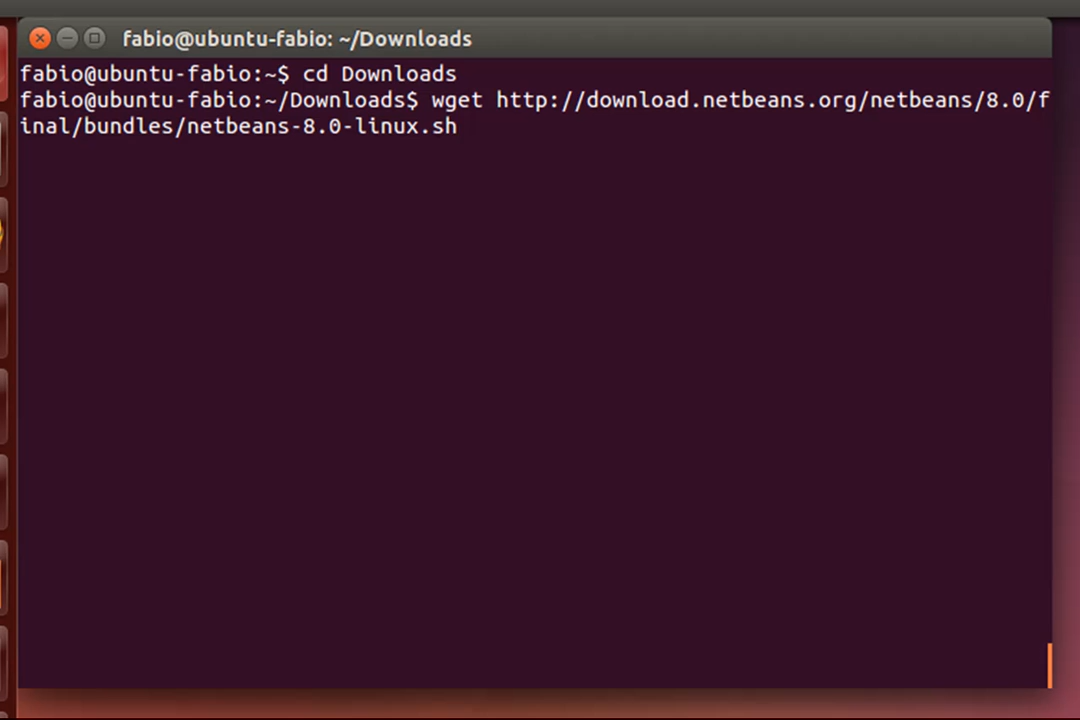 fabio@ubuntu-fabio: ~/Downloads
fabio@ubuntu-fabio:~$ cd Downloads
fabio@ubuntu-fabio:~/Downloads$ wget http://download.netbeans.org/netbeans/8.0/f
inal/bundles/netbeans-8.0-linux.sh